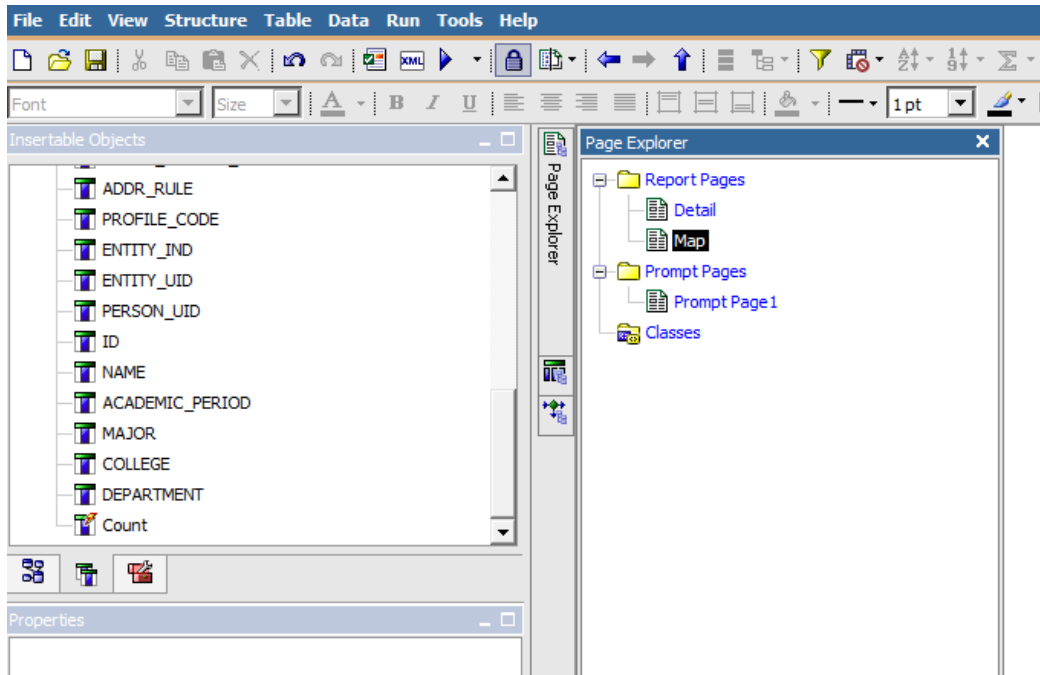 File Edit View Structure Table Data Run Tools Help
XML
Font Size A B I U 1 pt
Insertable Objects
ADDR_RULE
PROFILE_CODE
ENTITY_IND
ENTITY_UID
PERSON_UID
ID
NAME
ACADEMIC_PERIOD
MAJOR
COLLEGE
DEPARTMENT
Count
Properties
Page Explorer
Page Explorer
Report Pages
Detail
Map
Prompt Pages
Prompt Page1
Classes